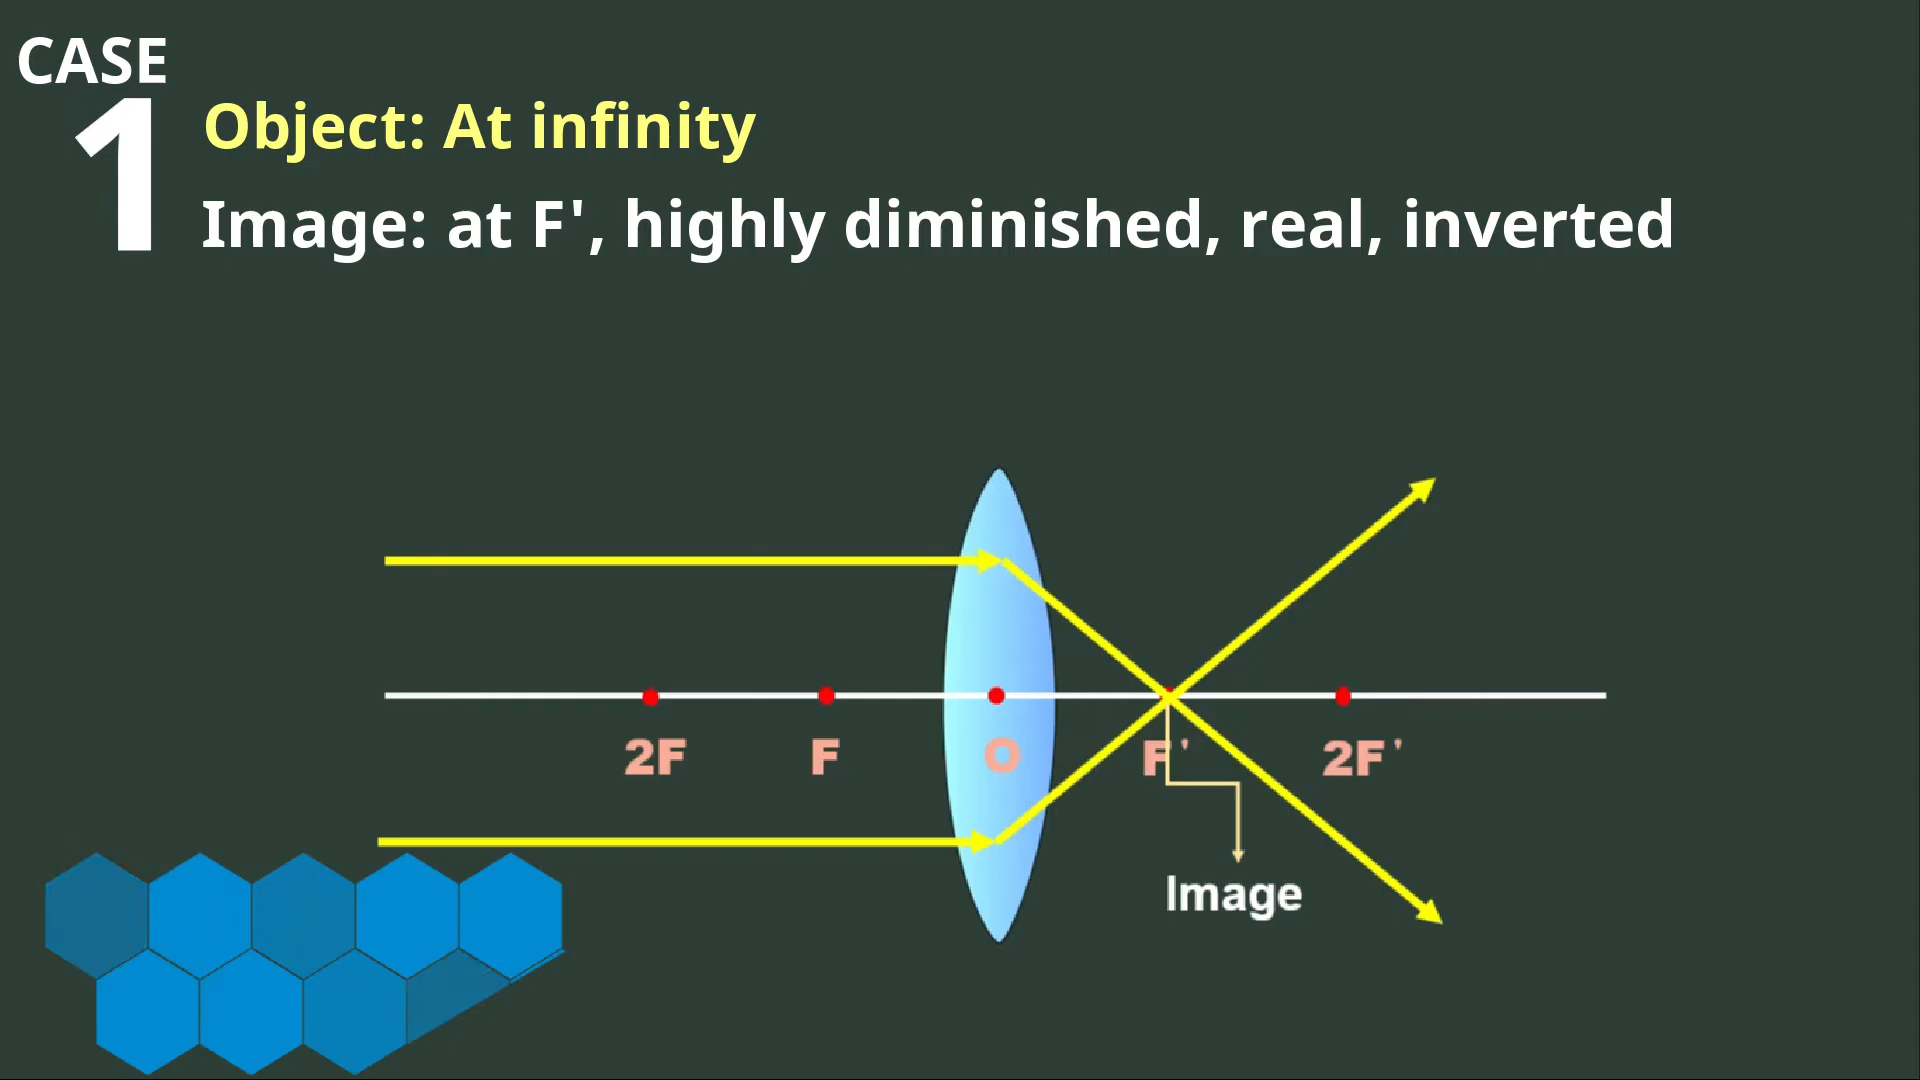 CASE
1
Object: At infinity
Image: at F', highly diminished, real, inverted
2F F O F' 2F'
Image